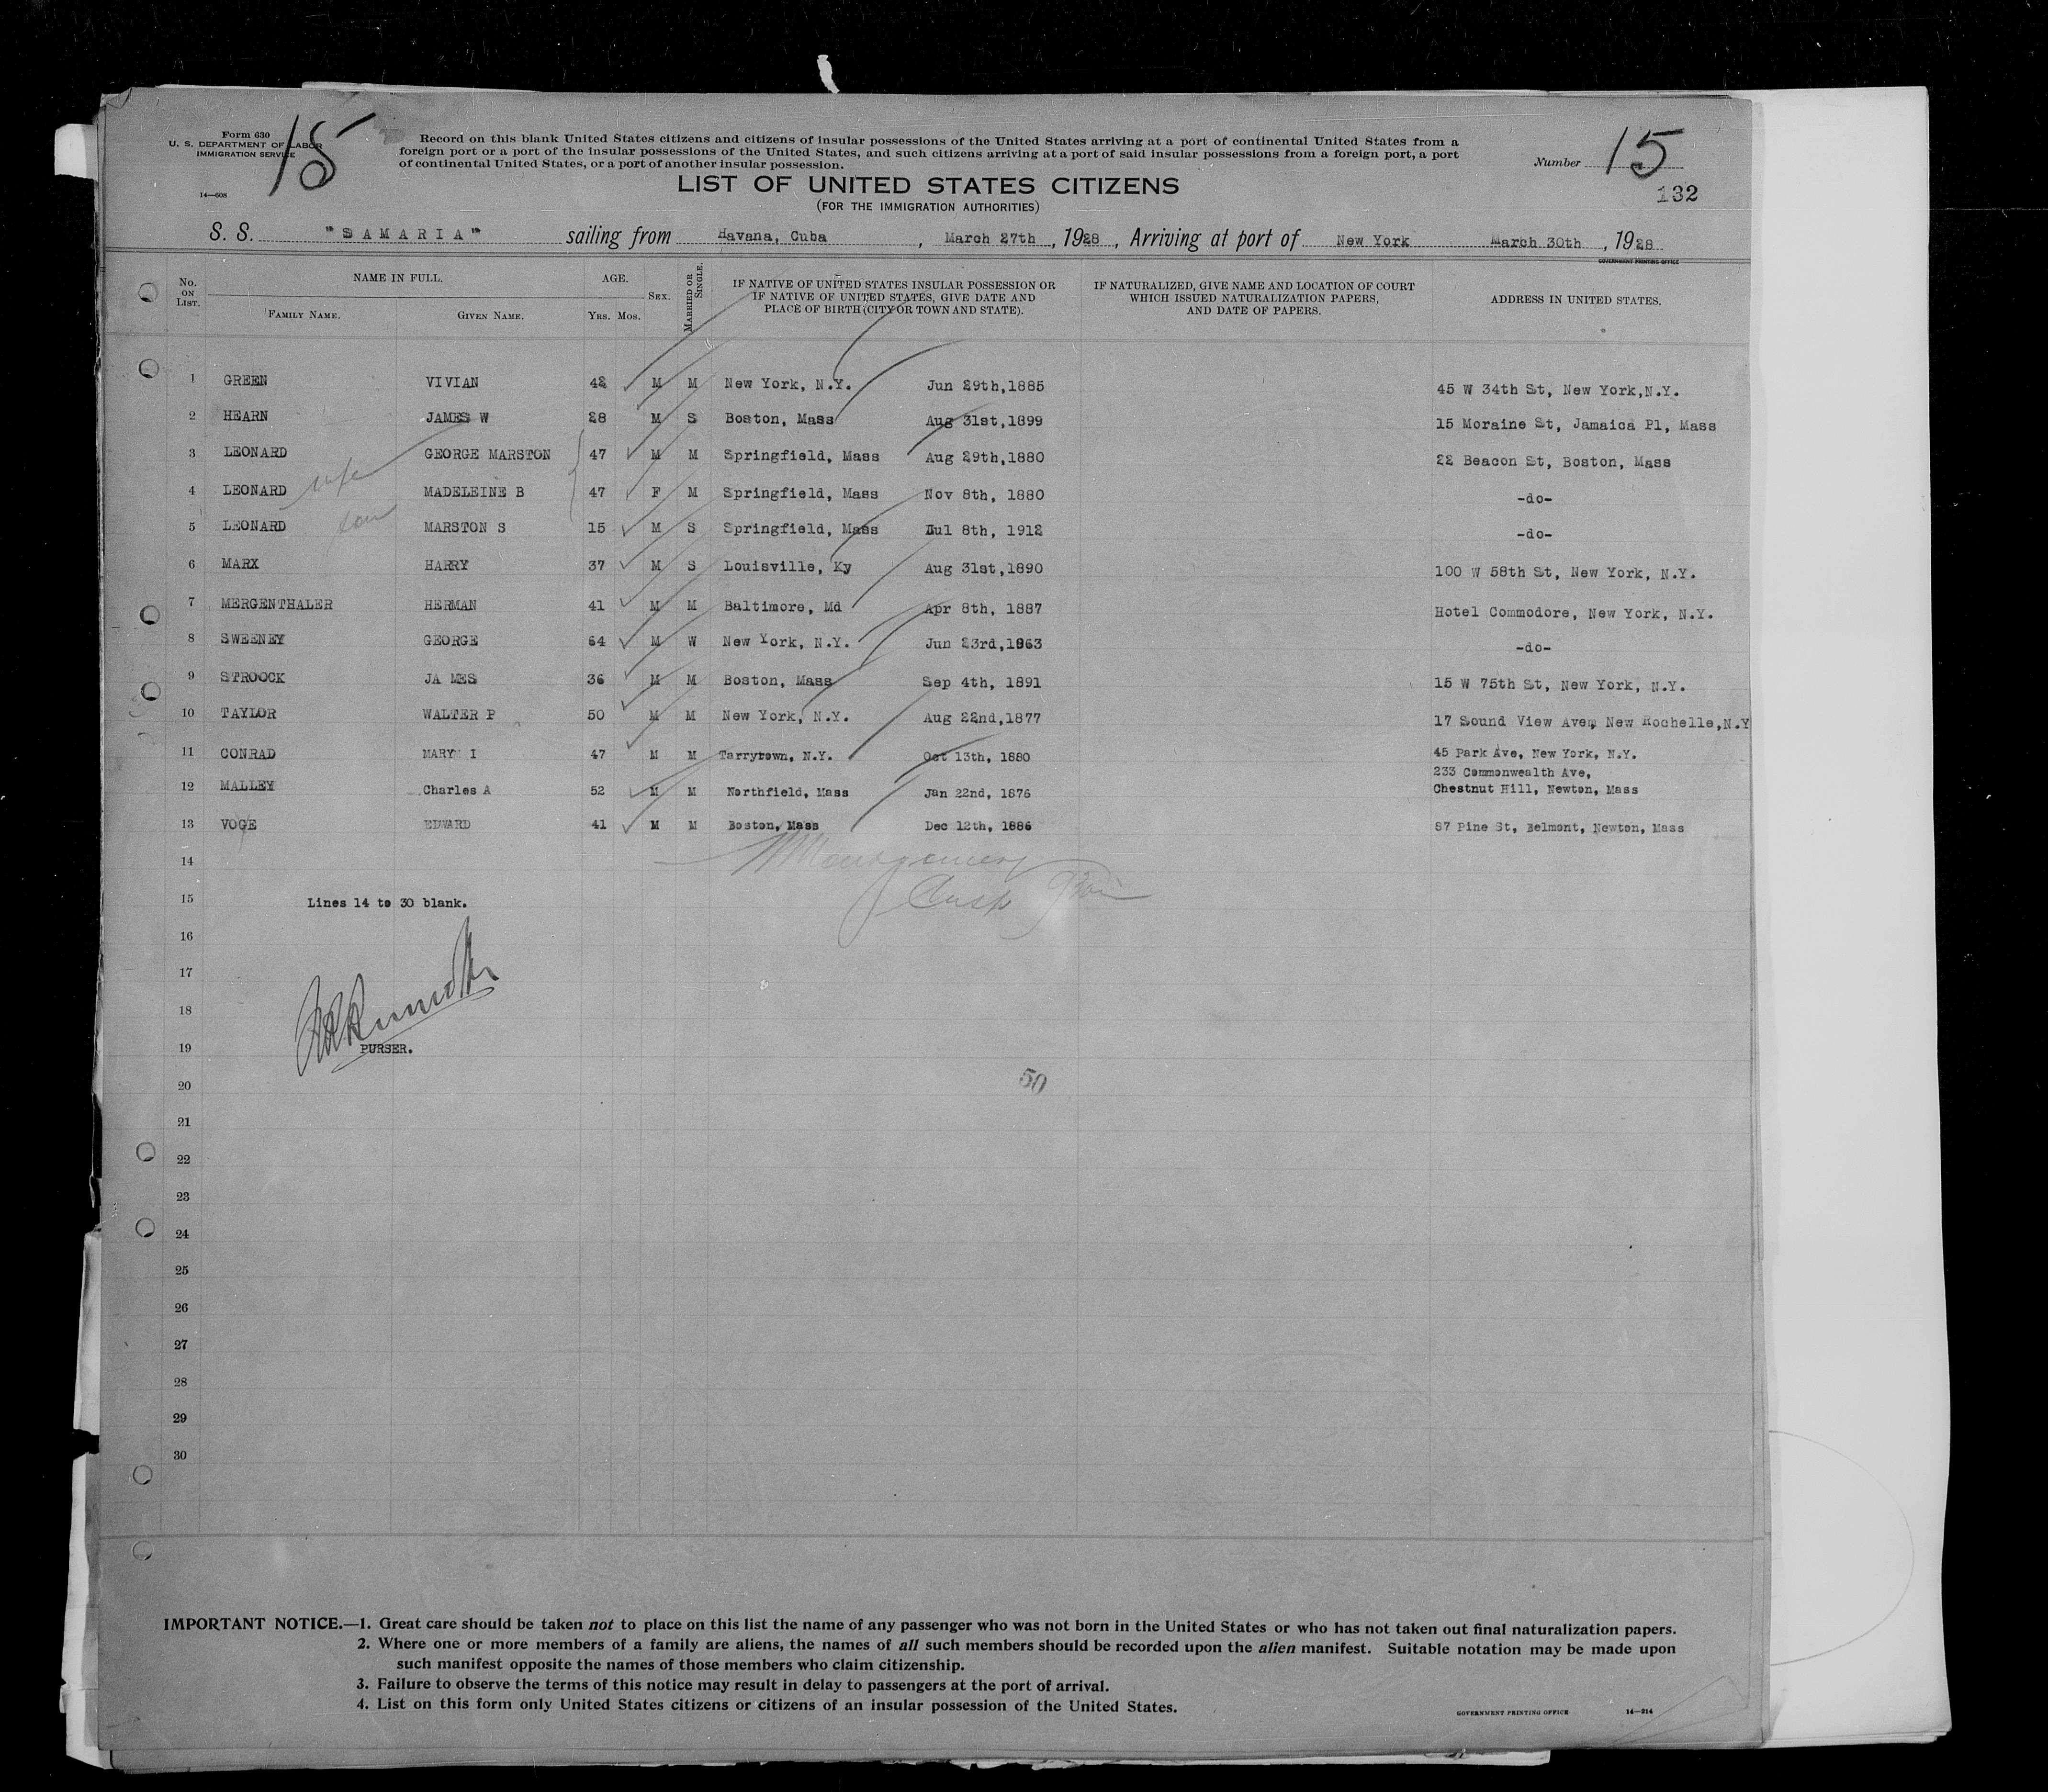 Form 630
U. S. DEPARTMENT OF LABOR
IMMIGRATION SERVICE
14—608
15
Record on this blank United States citizens and citizens of insular possessions of the United States arriving at a port of continental United States from a
foreign port or a port of the insular possessions of the United States, and such citizens arriving at a port of said insular possessions from a foreign port, a port
of continental United States, or a port of another insular possession.
Number 15
132
LIST OF UNITED STATES CITIZENS
(FOR THE IMMIGRATION AUTHORITIES)
S. S. "SAMARIA" sailing from Havana, Cuba, March 27th, 1928, Arriving at port of New York March 30th, 1928
GOVERNMENT PRINTING OFFICE
No. ON LIST. NAME IN FULL. FAMILY NAME. GIVEN NAME. AGE. YRS. MOS. SEX. MARRIED OR SINGLE. IF NATIVE OF UNITED STATES INSULAR POSSESSION OR IF NATIVE OF UNITED STATES, GIVE DATE AND PLACE OF BIRTH (CITY OR TOWN AND STATE). IF NATURALIZED, GIVE NAME AND LOCATION OF COURT WHICH ISSUED NATURALIZATION PAPERS, AND DATE OF PAPERS. ADDRESS IN UNITED STATES.
1 GREEN VIVIAN 42 M M New York, N.Y. Jun 29th,1885 45 W 34th St, New York,N.Y.
2 HEARN JAMES W 28 M S Boston, Mass Aug 31st,1899 15 Moraine St, Jamaica Pl, Mass
3 LEONARD GEORGE MARSTON 47 M M Springfield, Mass Aug 29th,1880 22 Beacon St, Boston, Mass
4 LEONARD wife MADELEINE B 47 F M Springfield, Mass Nov 8th, 1880 -do-
5 LEONARD son MARSTON S 15 M S Springfield, Mass Jul 8th, 1912 -do-
6 MARX HARRY 37 M S Louisville, Ky Aug 31st,1890 100 W 58th St, New York, N.Y.
7 MERGENTHALER HERMAN 41 M M Baltimore, Md Apr 8th, 1887 Hotel Commodore, New York, N.Y.
8 SWEENEY GEORGE 64 M W New York, N.Y. Jun 23rd,1863 -do-
9 STROOCK JA MES 36 M M Boston, Mass Sep 4th, 1891 15 W 75th St, New York, N.Y.
10 TAYLOR WALTER P 50 M M New York, N.Y. Aug 22nd,1877 17 Sound View Ave, New Rochelle,N.Y
11 CONRAD MARY I 47 M M Tarrytown, N.Y. Oct 13th, 1880 45 Park Ave, New York, N.Y.
233 Commonwealth Ave,
12 MALLEY Charles A 52 M M Northfield, Mass Jan 22nd, 1876 Chestnut Hill, Newton, Mass
13 VOGE EDWARD 41 M M Boston, Mass Dec 12th, 1886 87 Pine St, Belmont, Newton, Mass
14 Montgomery
15 Lines 14 to 30 blank.
16
17
18
19 PURSER.
20
50
21
22
23
24
25
26
27
28
29
30
IMPORTANT NOTICE.—1. Great care should be taken not to place on this list the name of any passenger who was not born in the United States or who has not taken out final naturalization papers.
2. Where one or more members of a family are aliens, the names of all such members should be recorded upon the alien manifest. Suitable notation may be made upon
such manifest opposite the names of those members who claim citizenship.
3. Failure to observe the terms of this notice may result in delay to passengers at the port of arrival.
4. List on this form only United States citizens or citizens of an insular possession of the United States.
GOVERNMENT PRINTING OFFICE 14—314